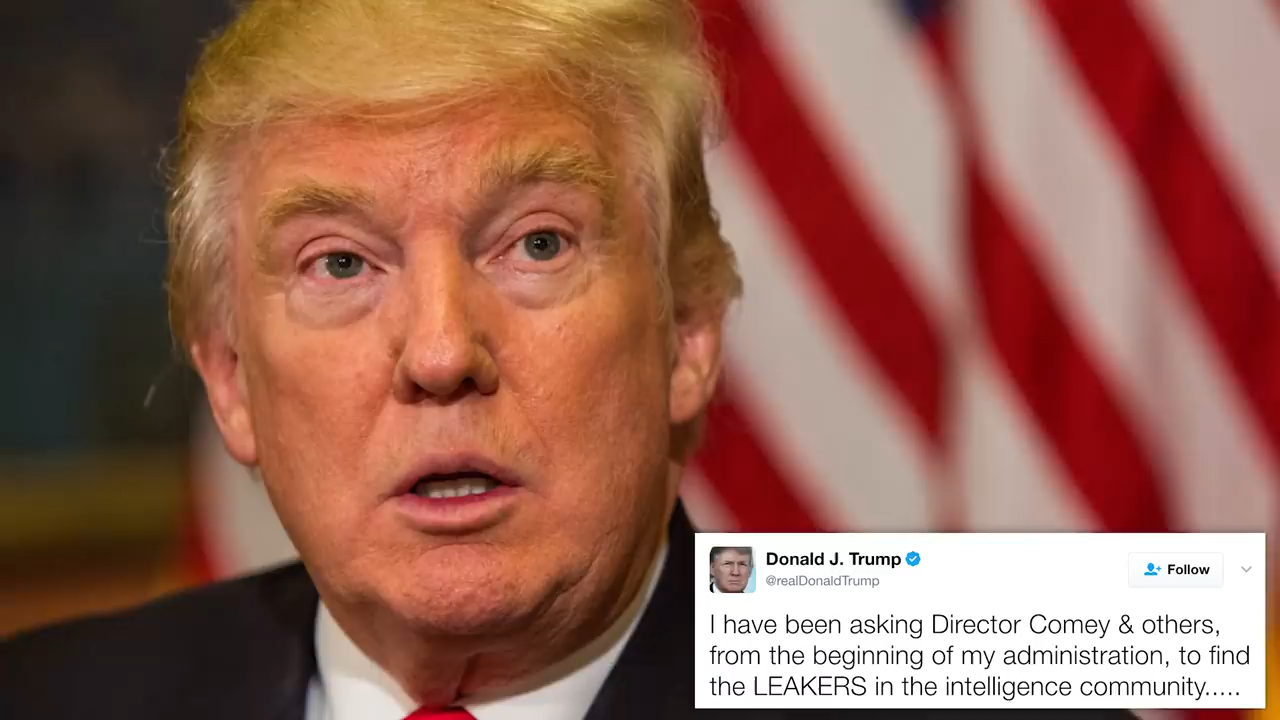 Donald J. Trump
@realDonaldTrump
Follow
I have been asking Director Comey & others,
from the beginning of my administration, to find
the LEAKERS in the intelligence community.....